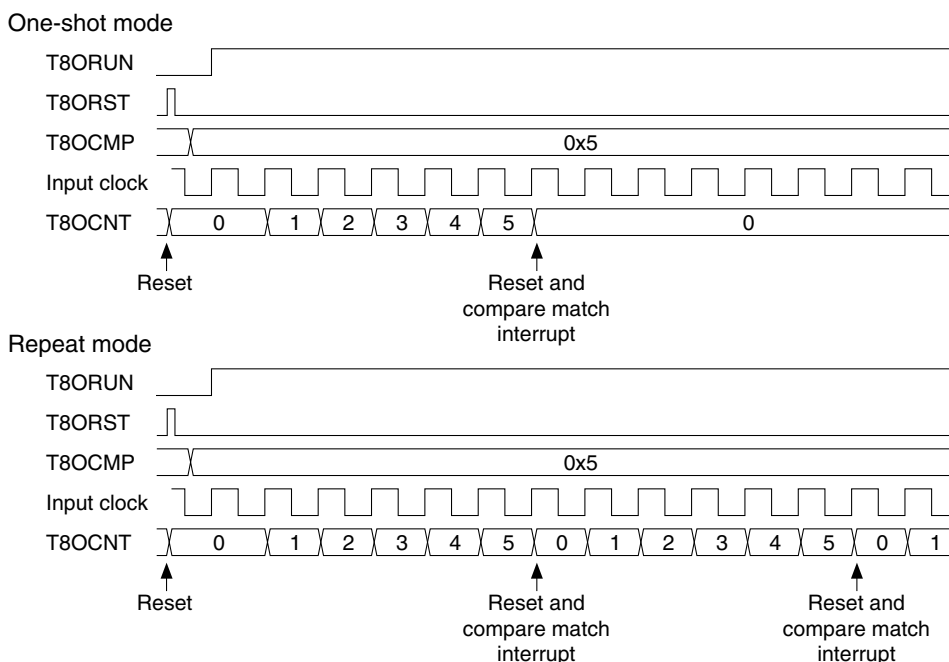 One-shot mode
T8ORUN
T8ORST
T8OCMP 0x5
Input clock
T8OCNT 0 1 2 3 4 5 0
Reset Reset and
compare match
interrupt
Repeat mode
T8ORUN
T8ORST
T8OCMP 0x5
Input clock
T8OCNT 0 1 2 3 4 5 0 1 2 3 4 5 0 1
Reset Reset and Reset and
compare match compare match
interrupt interrupt